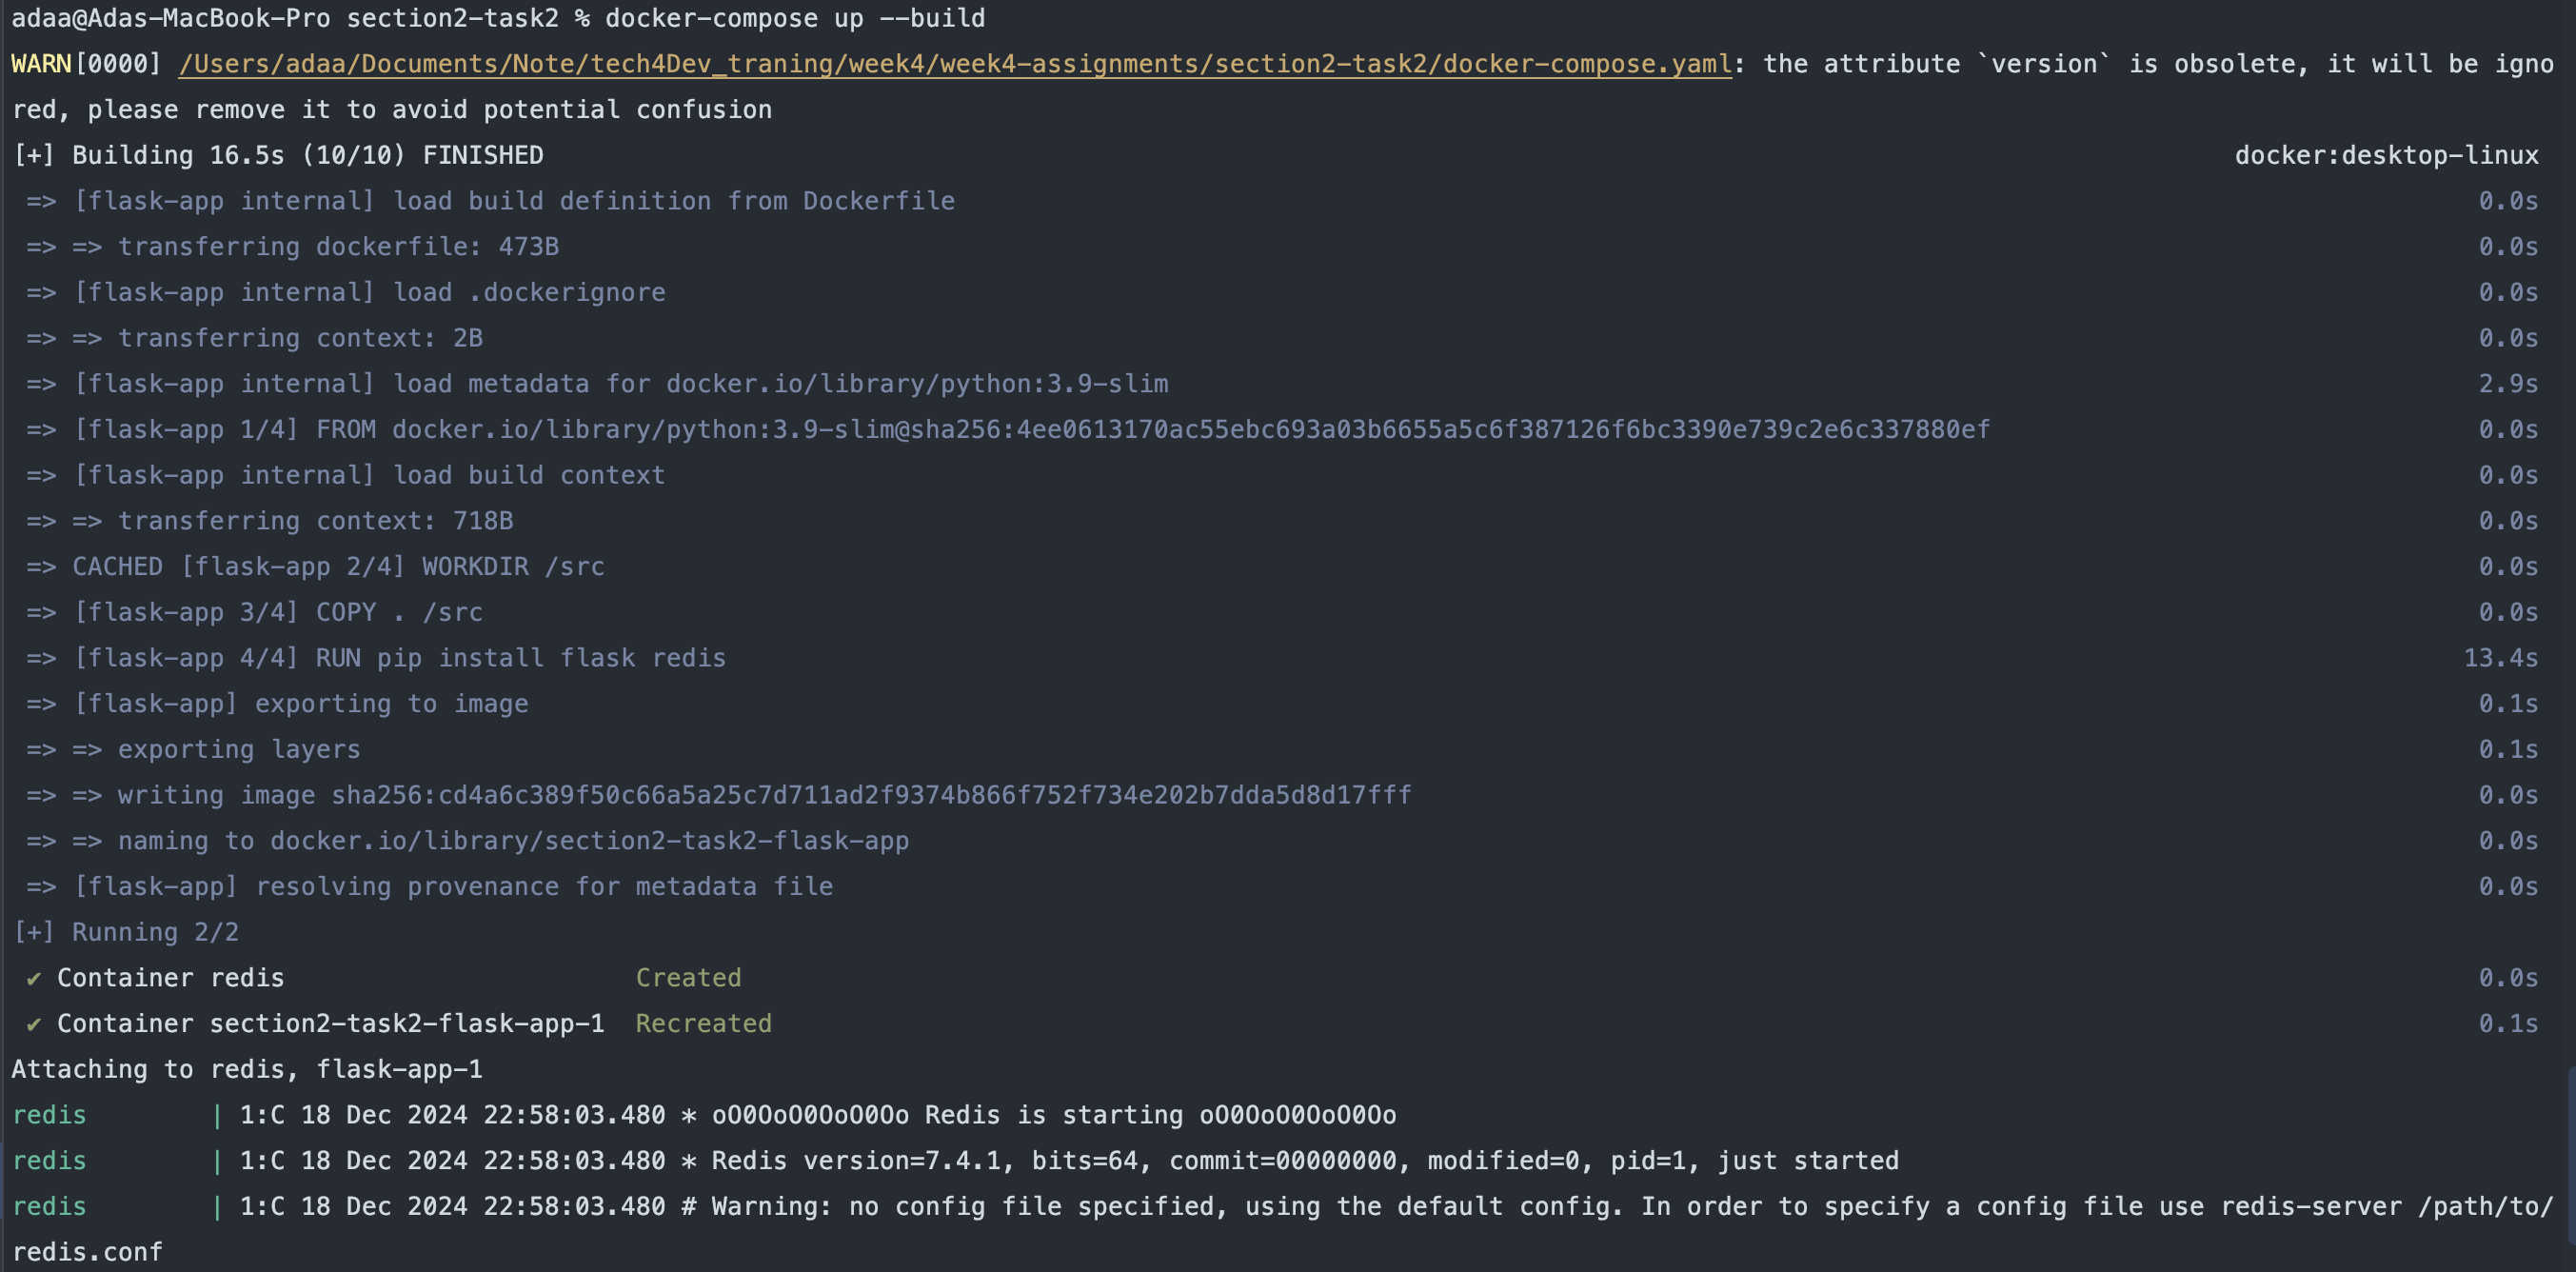 adaa@Adas-MacBook-Pro section2-task2 % docker-compose up --build
WARN[0000] /Users/adaa/Documents/Note/tech4Dev_traning/week4/week4-assignments/section2-task2/docker-compose.yaml: the attribute `version` is obsolete, it will be igno
red, please remove it to avoid potential confusion
[+] Building 16.5s (10/10) FINISHED docker:desktop-linux
=> [flask-app internal] load build definition from Dockerfile 0.0s
=> => transferring dockerfile: 473B 0.0s
=> [flask-app internal] load .dockerignore 0.0s
=> => transferring context: 2B 0.0s
=> [flask-app internal] load metadata for docker.io/library/python:3.9-slim 2.9s
=> [flask-app 1/4] FROM docker.io/library/python:3.9-slim@sha256:4ee0613170ac55ebc693a03b6655a5c6f387126f6bc3390e739c2e6c337880ef 0.0s
=> [flask-app internal] load build context 0.0s
=> => transferring context: 718B 0.0s
=> CACHED [flask-app 2/4] WORKDIR /src 0.0s
=> [flask-app 3/4] COPY . /src 0.0s
=> [flask-app 4/4] RUN pip install flask redis 13.4s
=> [flask-app] exporting to image 0.1s
=> => exporting layers 0.1s
=> => writing image sha256:cd4a6c389f50c66a5a25c7d711ad2f9374b866f752f734e202b7dda5d8d17fff 0.0s
=> => naming to docker.io/library/section2-task2-flask-app 0.0s
=> [flask-app] resolving provenance for metadata file 0.0s
[+] Running 2/2
✔ Container redis Created 0.0s
✔ Container section2-task2-flask-app-1 Recreated 0.1s
Attaching to redis, flask-app-1
redis | 1:C 18 Dec 2024 22:58:03.480 * oO0OoO0OoO0Oo Redis is starting oO0OoO0OoO0Oo
redis | 1:C 18 Dec 2024 22:58:03.480 * Redis version=7.4.1, bits=64, commit=00000000, modified=0, pid=1, just started
redis | 1:C 18 Dec 2024 22:58:03.480 # Warning: no config file specified, using the default config. In order to specify a config file use redis-server /path/to/
redis.conf